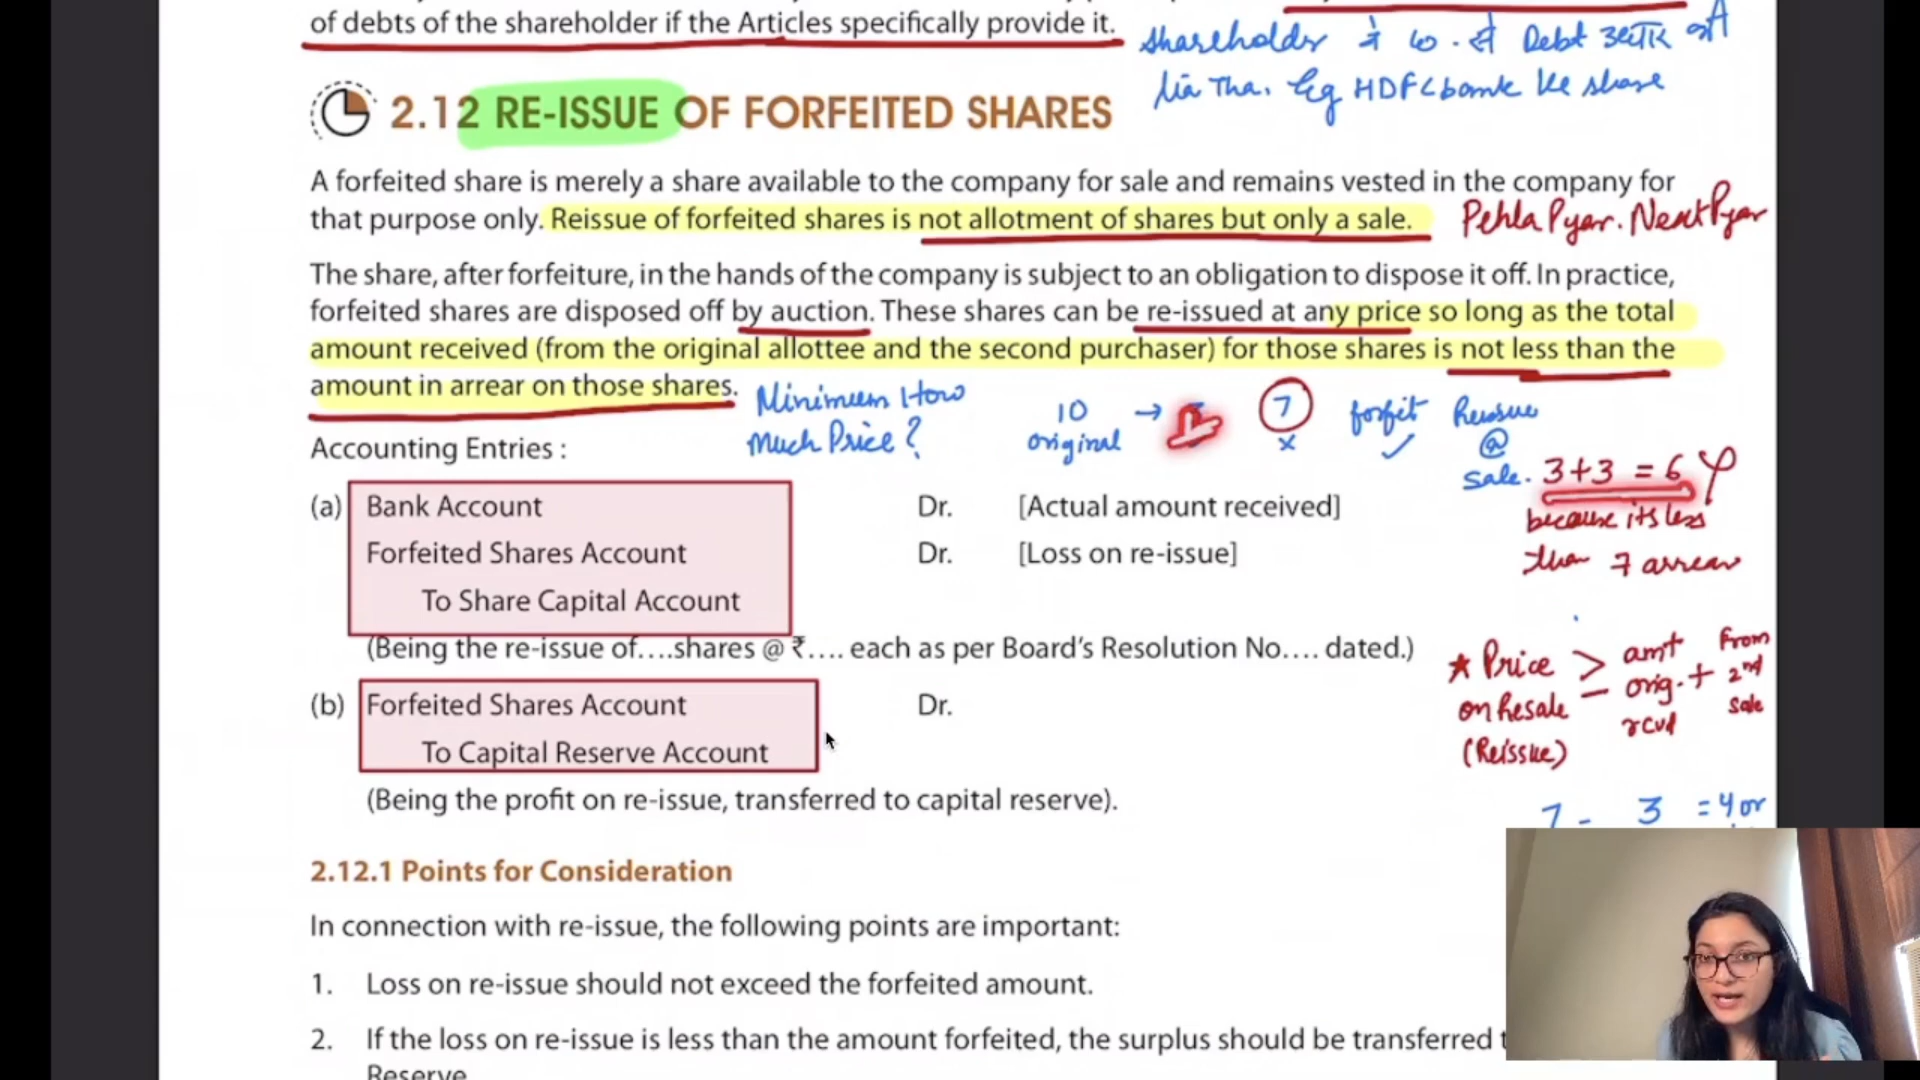 of debts of the shareholder if the Articles specifically provide it.
shareholder ने co. से Debt
lia Tha. Eg HDFC bank ke share
2.12 RE-ISSUE OF FORFEITED SHARES
A forfeited share is merely a share available to the company for sale and remains vested in the company for
that purpose only. Reissue of forfeited shares is not allotment of shares but only a sale.
Pehla Pyar. Next Pyar
The share, after forfeiture, in the hands of the company is subject to an obligation to dispose it off. In practice,
forfeited shares are disposed off by auction. These shares can be re-issued at any price so long as the total
amount received (from the original allottee and the second purchaser) for those shares is not less than the
amount in arrear on those shares.
Minimum How
Much Price?
10 →
original
7
x
forfeit
Reissue
@
sale.
3+3 = 6
because its less
than 7 arrear
Accounting Entries :
(a) Bank Account Dr. [Actual amount received]
Forfeited Shares Account Dr. [Loss on re-issue]
To Share Capital Account
(Being the re-issue of....shares @ ₹.... each as per Board's Resolution No.... dated.)
★ Price ≥ amt orig. rcvd + From 2nd sale
on Resale
(Reissue)
(b) Forfeited Shares Account Dr.
To Capital Reserve Account
(Being the profit on re-issue, transferred to capital reserve).
7 - 3 = 4 or
2.12.1 Points for Consideration
In connection with re-issue, the following points are important:
1. Loss on re-issue should not exceed the forfeited amount.
2. If the loss on re-issue is less than the amount forfeited, the surplus should be transferred
Reserve